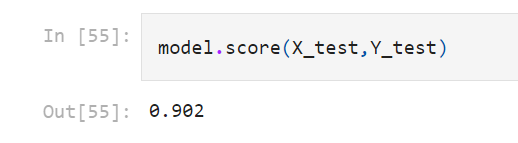 In [55]:
model.score(X_test,Y_test)
Out[55]: 0.902